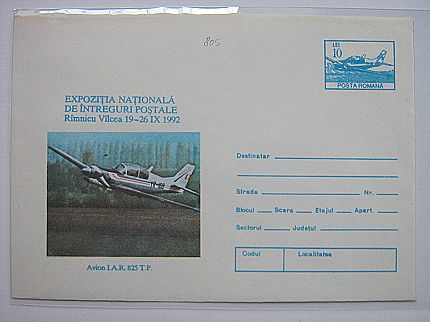 805
LEI
10
POSTA ROMANA
EXPOZIȚIA NAȚIONALĂ
DE ÎNTREGURI POȘTALE
Rîmnicu Vîlcea 19-26 IX 1992
Avion I.A.R. 825 T.P.
Destinatar
Strada Nr.
Blocul Scara Etajul Apart.
Sectorul Județul
Codul Localitatea